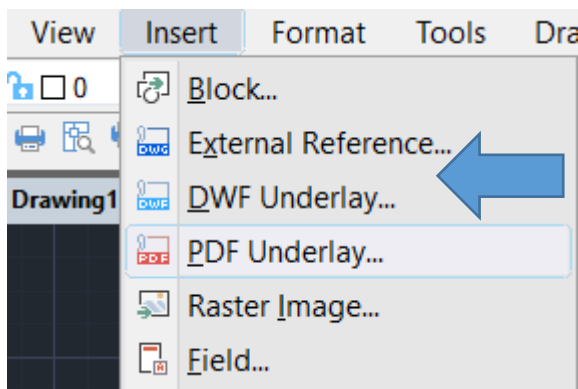 View Insert Format Tools Dra
0 Block...
DWG External Reference...
Drawing1 DWF DWF Underlay...
PDF PDF Underlay...
Raster Image...
A Field...